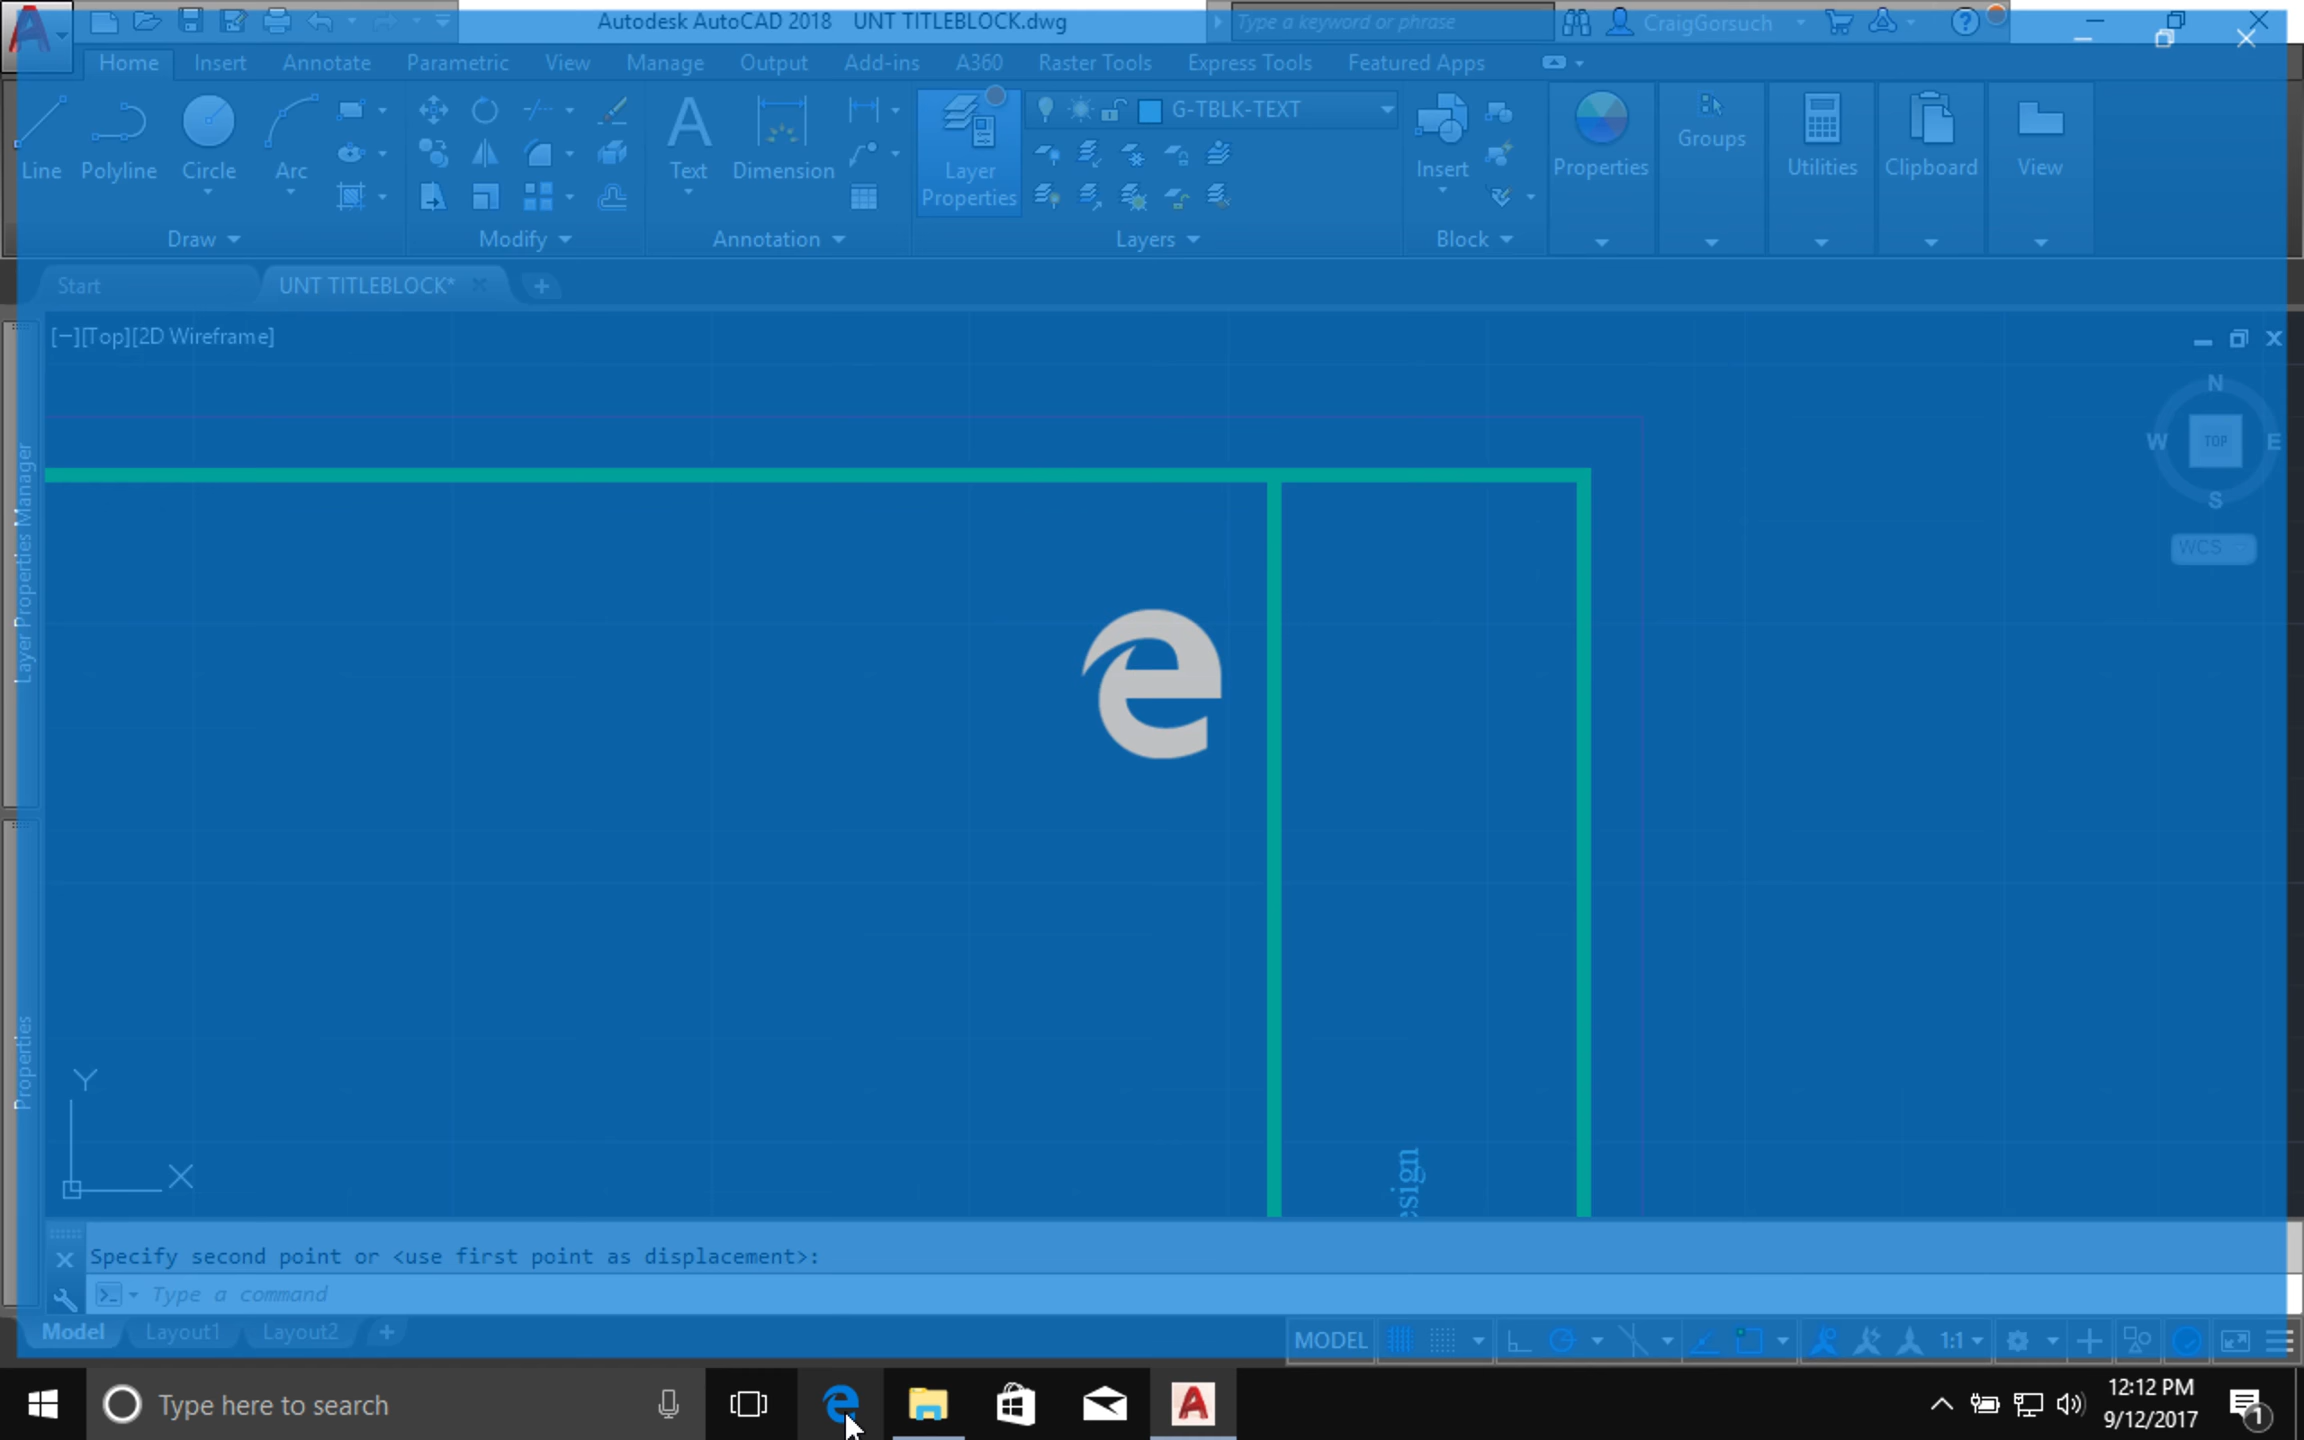 Autodesk AutoCAD 2018 UNT TITLEBLOCK.dwg
Type a keyword or phrase
CraigGorsuch
Home Insert Annotate Parametric View Manage Output Add-ins A360 Raster Tools Express Tools Featured Apps
G-TBLK-TEXT
Line Polyline Circle Arc
Text Dimension
Layer Properties
Insert
Properties
Groups
Utilities
Clipboard
View
Draw Modify Annotation Layers Block
Start UNT TITLEBLOCK*
[−][Top][2D Wireframe]
N
W TOP E
S
WCS
Layer Properties Manager
Properties
Y
X
esign
Specify second point or <use first point as displacement>:
Type a command
Model Layout1 Layout2
MODEL
1:1
Type here to search
12:12 PM
9/12/2017
1